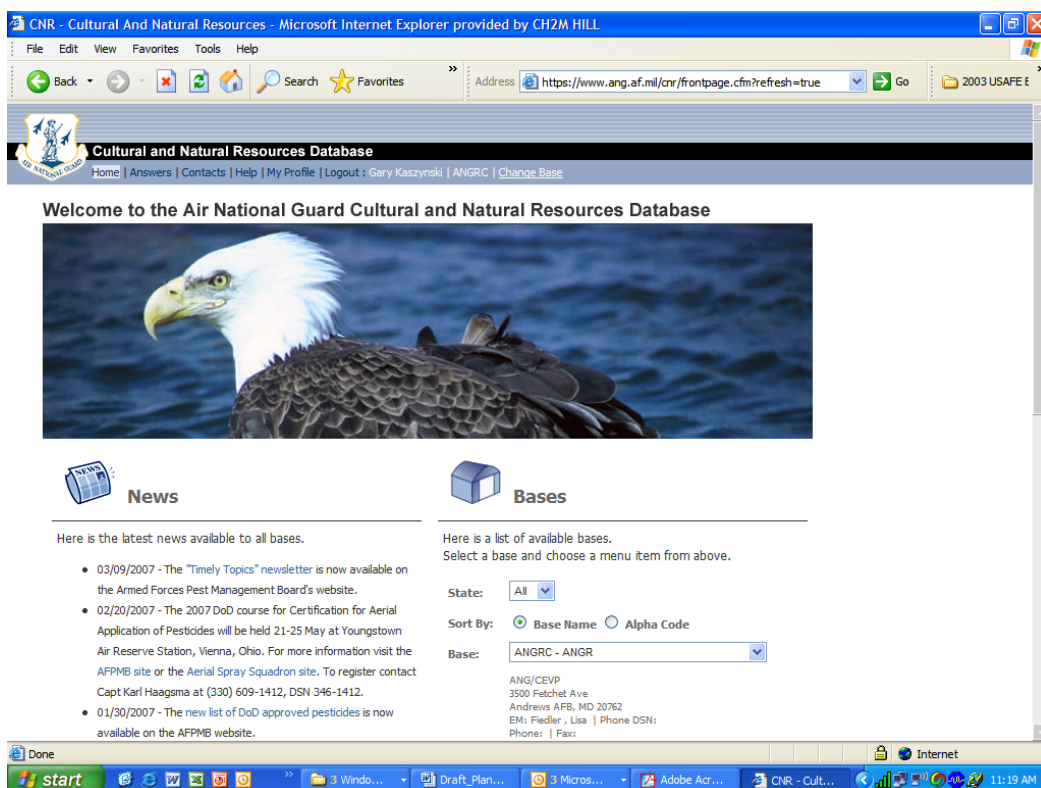 CNR - Cultural And Natural Resources - Microsoft Internet Explorer provided by CH2M HILL
File Edit View Favorites Tools Help
Back Search Favorites » Address https://www.ang.af.mil/cnr/frontpage.cfm?refresh=true Go 2003 USAFE E
AIR NATIONAL GUARD
Cultural and Natural Resources Database
Home | Answers | Contacts | Help | My Profile | Logout : Gary Kaszynski | ANGRC | Change Base
Welcome to the Air National Guard Cultural and Natural Resources Database
NEWS
News
Here is the latest news available to all bases.
• 03/09/2007 - The "Timely Topics" newsletter is now available on
the Armed Forces Pest Management Board's website.
• 02/20/2007 - The 2007 DoD course for Certification for Aerial
Application of Pesticides will be held 21-25 May at Youngstown
Air Reserve Station, Vienna, Ohio. For more information visit the
AFPMB site or the Aerial Spray Squadron site. To register contact
Capt Karl Haagsma at (330) 609-1412, DSN 346-1412.
• 01/30/2007 - The new list of DoD approved pesticides is now
available on the AFPMB website.
Bases
Here is a list of available bases.
Select a base and choose a menu item from above.
State: All
Sort By: Base Name Alpha Code
Base: ANGRC - ANGR
ANG/CEVP
3500 Fetchet Ave
Andrews AFB, MD 20762
EM: Fiedler , Lisa | Phone DSN:
Phone: | Fax:
Done Internet
start » 3 Windo... Draft_Plan... 3 Micros... Adobe Acr... CNR - Cult... 11:19 AM